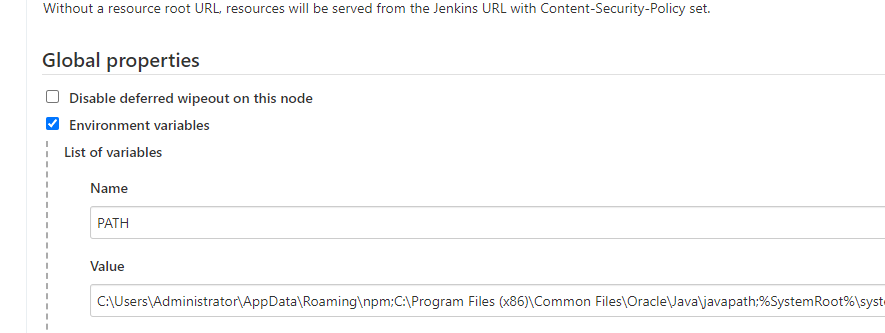 Without a resource root URL, resources will be served from the Jenkins URL with Content-Security-Policy set.
Global properties
Disable deferred wipeout on this node
Environment variables
List of variables
Name
PATH
Value
C:\Users\Administrator\AppData\Roaming\npm;C:\Program Files (x86)\Common Files\Oracle\Java\javapath;%SystemRoot%\syst